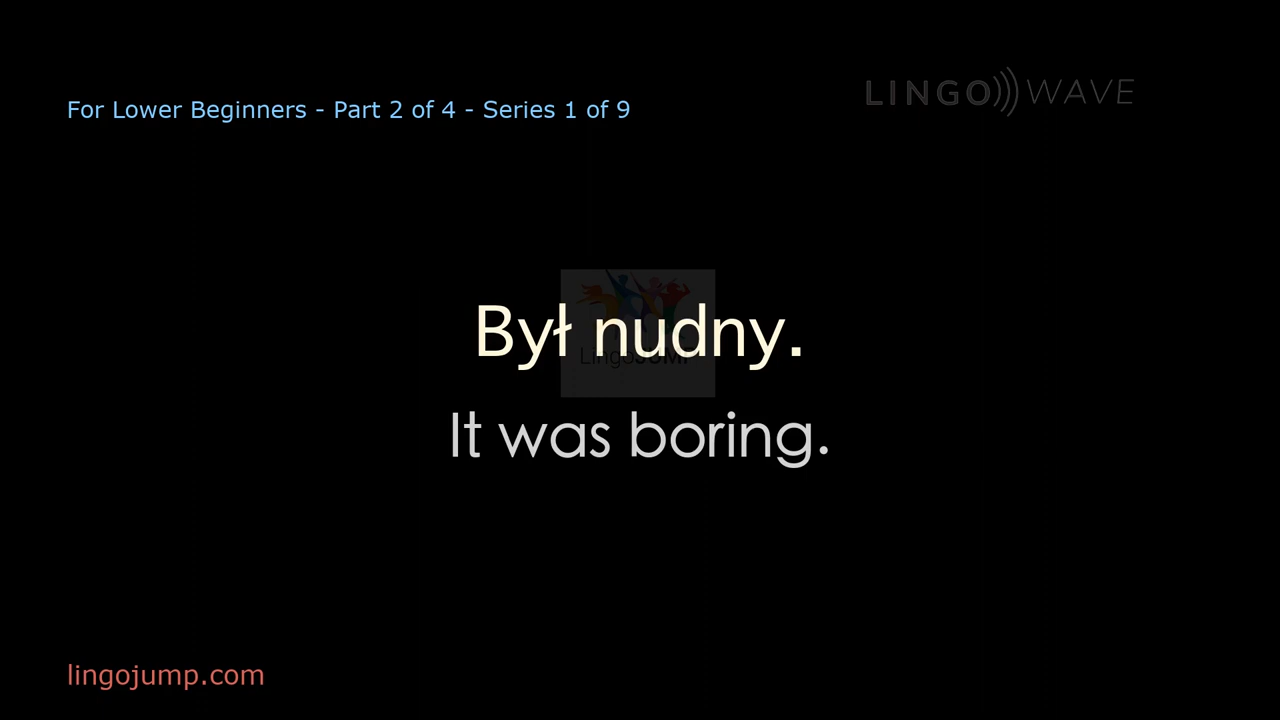 For Lower Beginners - Part 2 of 4 - Series 1 of 9
LINGO WAVE
Był nudny.
LingoJUMP
It was boring.
lingojump.com